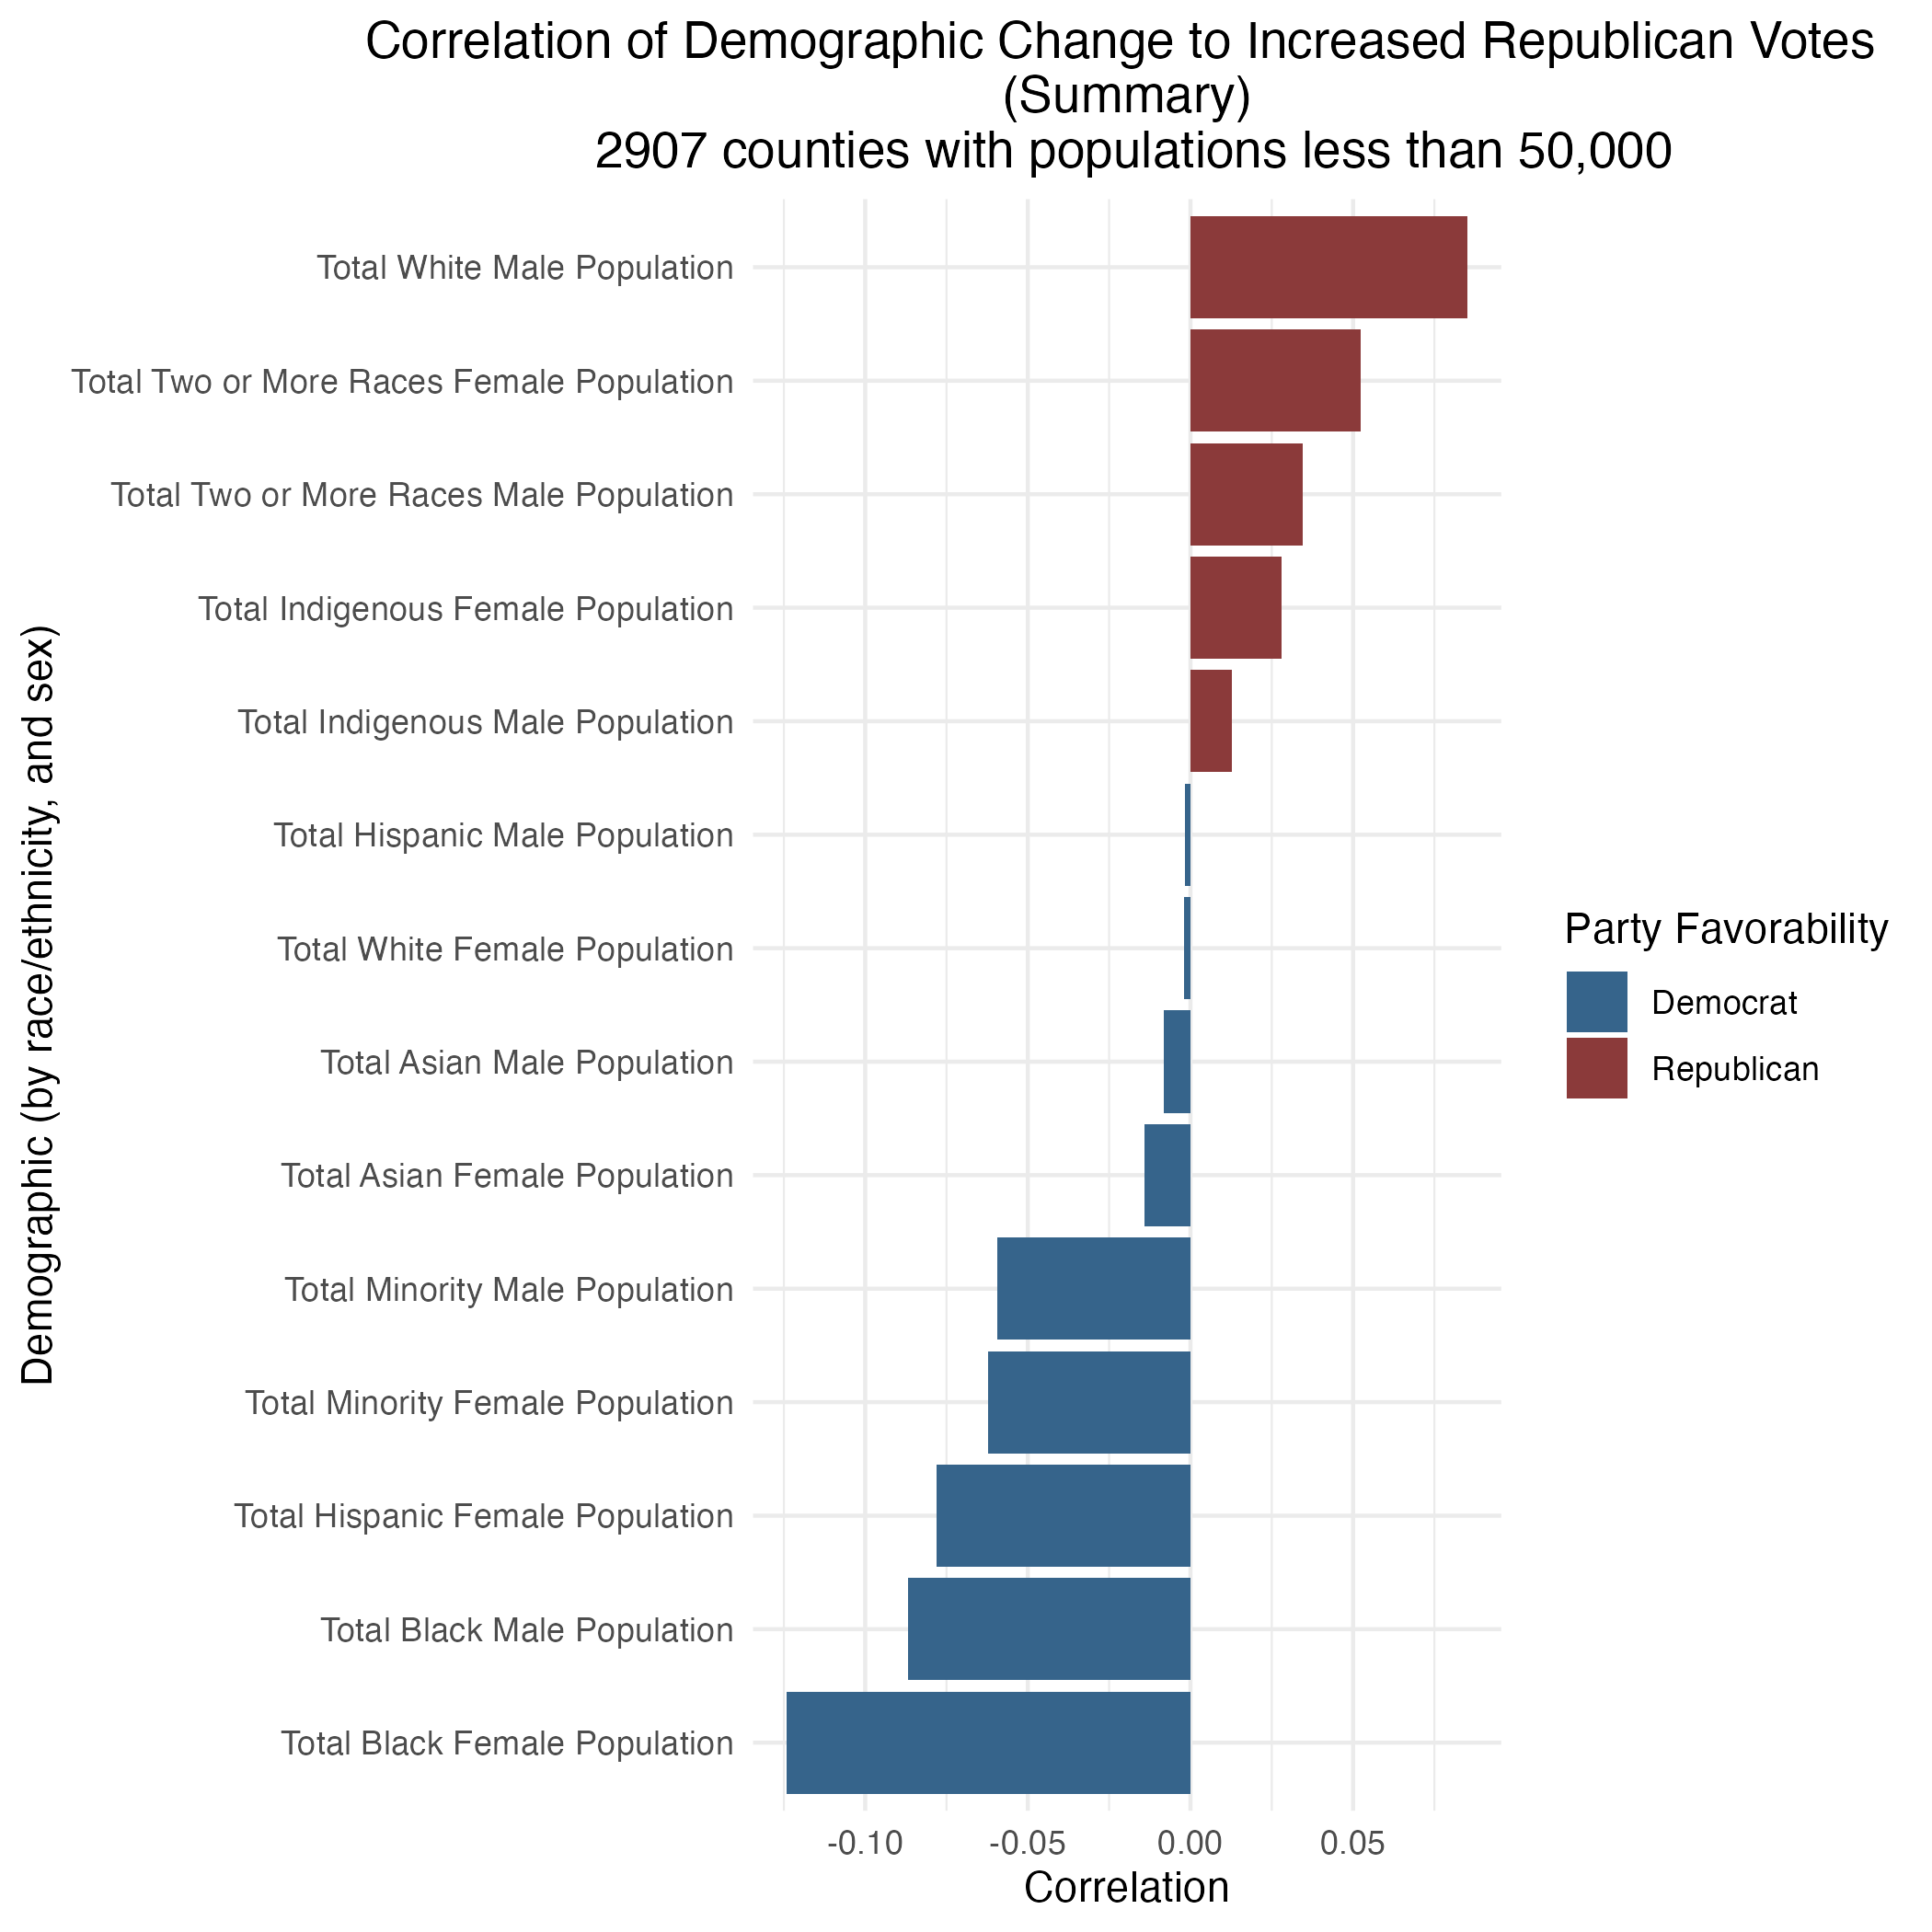 Correlation of Demographic Change to Increased Republican Votes
(Summary)
2907 counties with populations less than 50,000
Demographic (by race/ethnicity, and sex)
Total White Male Population
Total Two or More Races Female Population
Total Two or More Races Male Population
Total Indigenous Female Population
Total Indigenous Male Population
Total Hispanic Male Population
Total White Female Population
Total Asian Male Population
Total Asian Female Population
Total Minority Male Population
Total Minority Female Population
Total Hispanic Female Population
Total Black Male Population
Total Black Female Population
-0.10 -0.05 0.00 0.05
Correlation
Party Favorability
Democrat
Republican